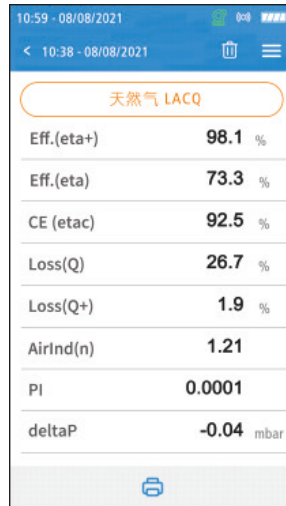 10:59 - 08/08/2021
< 10:38 - 08/08/2021
天然气 LACQ
Eff.(eta+) 98.1 %
Eff.(eta) 73.3 %
CE (etac) 92.5 %
Loss(Q) 26.7 %
Loss(Q+) 1.9 %
AirInd(n) 1.21
PI 0.0001
deltaP -0.04 mbar